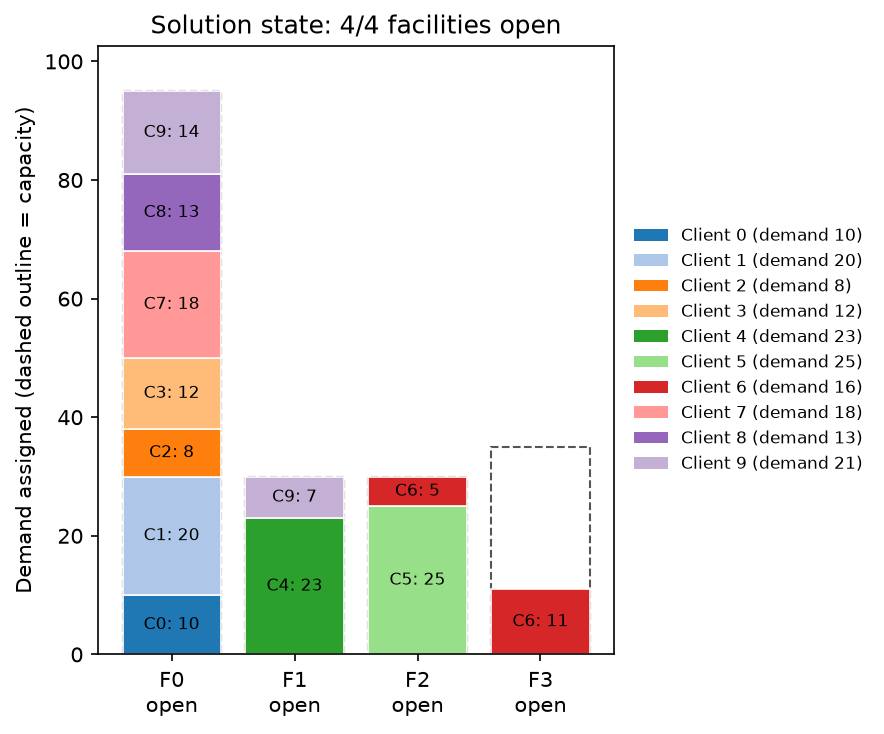 Solution state: 4/4 facilities open
Demand assigned (dashed outline = capacity)
100
80
60
40
20
0
C9: 14
C8: 13
C7: 18
C3: 12
C2: 8
C1: 20
C0: 10
C9: 7
C4: 23
C6: 5
C5: 25
C6: 11
F0
open
F1
open
F2
open
F3
open
Client 0 (demand 10)
Client 1 (demand 20)
Client 2 (demand 8)
Client 3 (demand 12)
Client 4 (demand 23)
Client 5 (demand 25)
Client 6 (demand 16)
Client 7 (demand 18)
Client 8 (demand 13)
Client 9 (demand 21)